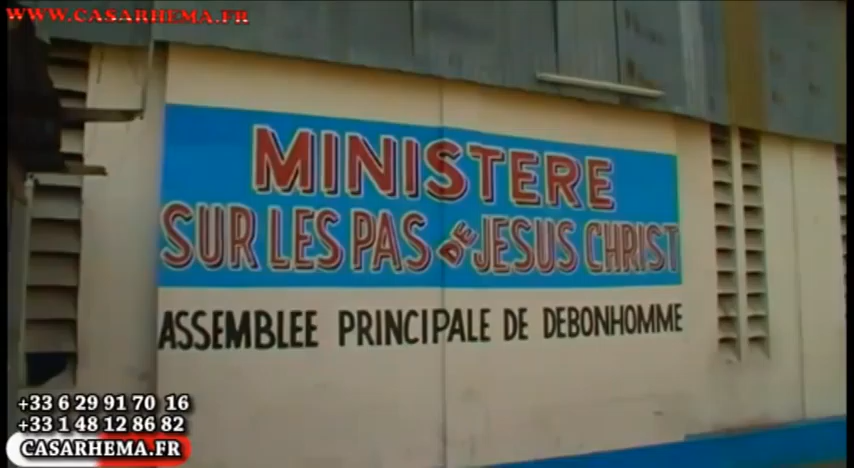 WWW.CASARHEMA.FR
MINISTERE
SUR LES PAS DE JESUS CHRIST
ASSEMBLEE PRINCIPALE DE DEBONHOMME
+33 6 29 91 70 16
+33 1 48 12 86 82
CASARHEMA.FR